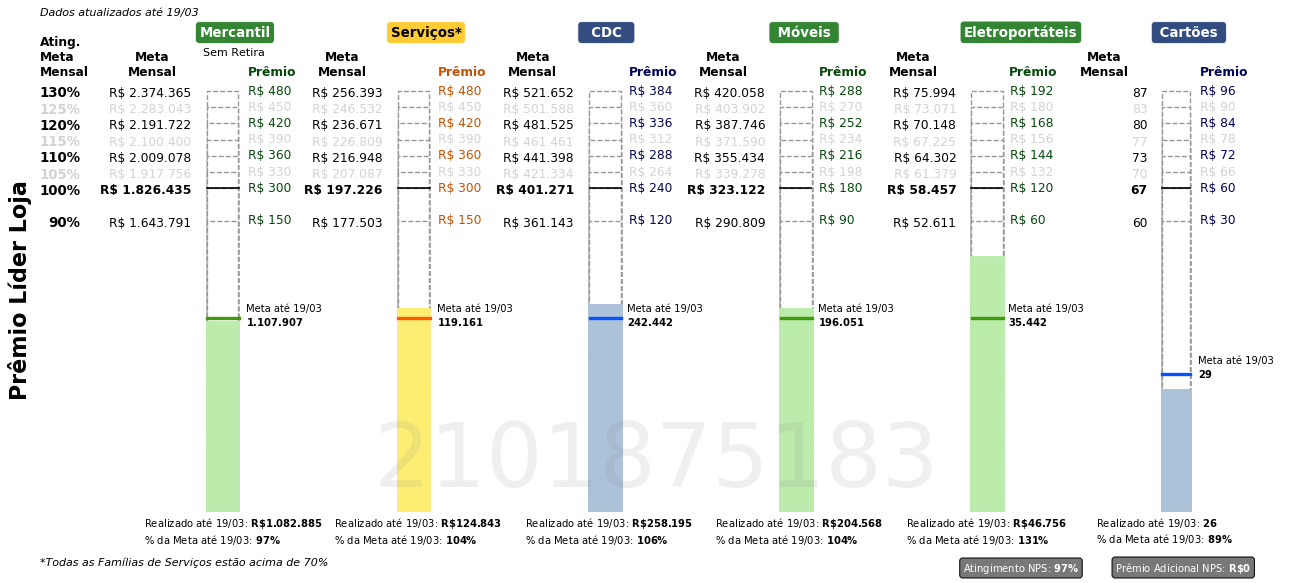 Dados atualizados até 19/03
Mercantil Serviços* CDC Móveis Eletroportáteis Cartões
Sem Retira
Ating. Meta Mensal
Meta Mensal Prêmio Meta Mensal Prêmio Meta Mensal Prêmio Meta Mensal Prêmio Meta Mensal Prêmio Meta Mensal Prêmio
130% R$ 2.374.365 R$ 480 R$ 256.393 R$ 480 R$ 521.652 R$ 384 R$ 420.058 R$ 288 R$ 75.994 R$ 192 87 R$ 96
125% R$ 2.283.043 R$ 450 R$ 246.532 R$ 450 R$ 501.588 R$ 360 R$ 403.902 R$ 270 R$ 73.071 R$ 180 83 R$ 90
120% R$ 2.191.722 R$ 420 R$ 236.671 R$ 420 R$ 481.525 R$ 336 R$ 387.746 R$ 252 R$ 70.148 R$ 168 80 R$ 84
115% R$ 2.100.400 R$ 390 R$ 226.809 R$ 390 R$ 461.461 R$ 312 R$ 371.590 R$ 234 R$ 67.225 R$ 156 77 R$ 78
110% R$ 2.009.078 R$ 360 R$ 216.948 R$ 360 R$ 441.398 R$ 288 R$ 355.434 R$ 216 R$ 64.302 R$ 144 73 R$ 72
105% R$ 1.917.756 R$ 330 R$ 207.087 R$ 330 R$ 421.334 R$ 264 R$ 339.278 R$ 198 R$ 61.379 R$ 132 70 R$ 66
100% R$ 1.826.435 R$ 300 R$ 197.226 R$ 300 R$ 401.271 R$ 240 R$ 323.122 R$ 180 R$ 58.457 R$ 120 67 R$ 60
90% R$ 1.643.791 R$ 150 R$ 177.503 R$ 150 R$ 361.143 R$ 120 R$ 290.809 R$ 90 R$ 52.611 R$ 60 60 R$ 30
Prêmio Líder Loja
Meta até 19/03 Meta até 19/03 Meta até 19/03 Meta até 19/03 Meta até 19/03
1.107.907 119.161 242.442 196.051 35.442
Meta até 19/03
29
2101875183
Realizado até 19/03: R$1.082.885 Realizado até 19/03: R$124.843 Realizado até 19/03: R$258.195 Realizado até 19/03: R$204.568 Realizado até 19/03: R$46.756 Realizado até 19/03: 26
% da Meta até 19/03: 97% % da Meta até 19/03: 104% % da Meta até 19/03: 106% % da Meta até 19/03: 104% % da Meta até 19/03: 131% % da Meta até 19/03: 89%
*Todas as Famílias de Serviços estão acima de 70%
Atingimento NPS: 97% Prêmio Adicional NPS: R$0